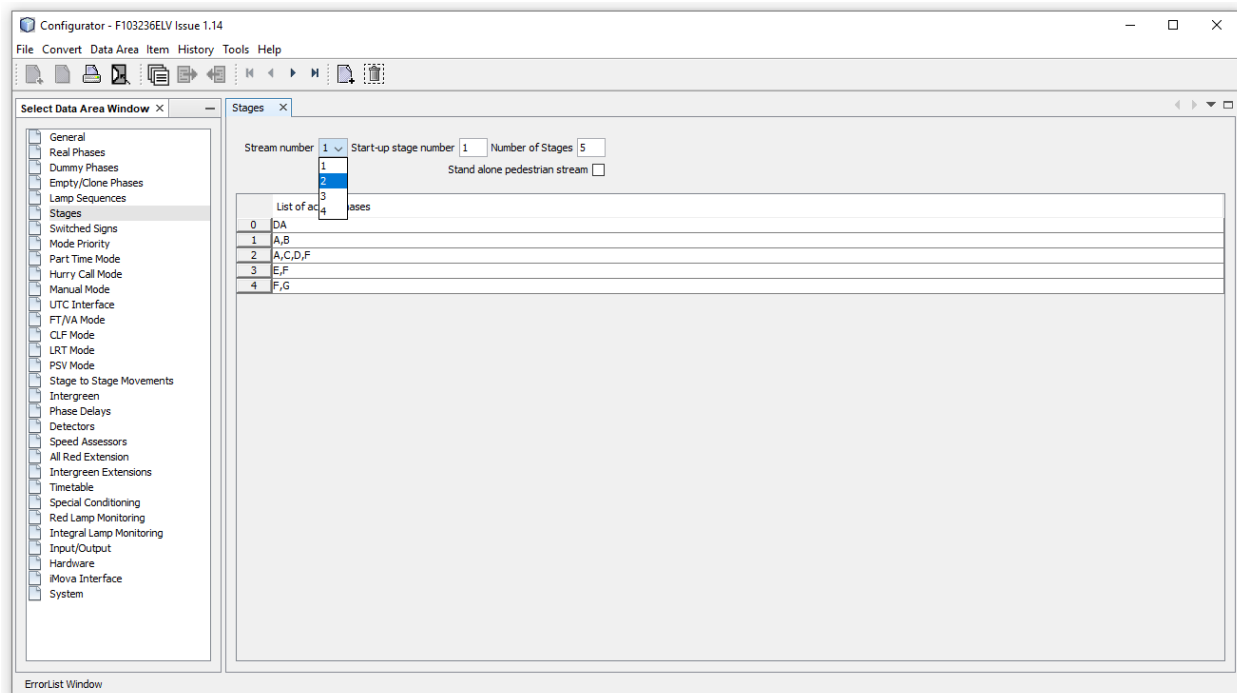 Configurator - F103236ELV Issue 1.14
File Convert Data Area Item History Tools Help
Select Data Area Window
Stages
General
Real Phases
Dummy Phases
Empty/Clone Phases
Lamp Sequences
Stages
Switched Signs
Mode Priority
Part Time Mode
Hurry Call Mode
Manual Mode
UTC Interface
FT/VA Mode
CLF Mode
LRT Mode
PSV Mode
Stage to Stage Movements
Intergreen
Phase Delays
Detectors
Speed Assessors
All Red Extension
Intergreen Extensions
Timetable
Special Conditioning
Red Lamp Monitoring
Integral Lamp Monitoring
Input/Output
Hardware
iMova Interface
System
Stream number 1 Start-up stage number 1 Number of Stages 5
Stand alone pedestrian stream
1
2
3
4
List of ac ases
0 DA
1 A,B
2 A,C,D,F
3 E,F
4 F,G
ErrorList Window